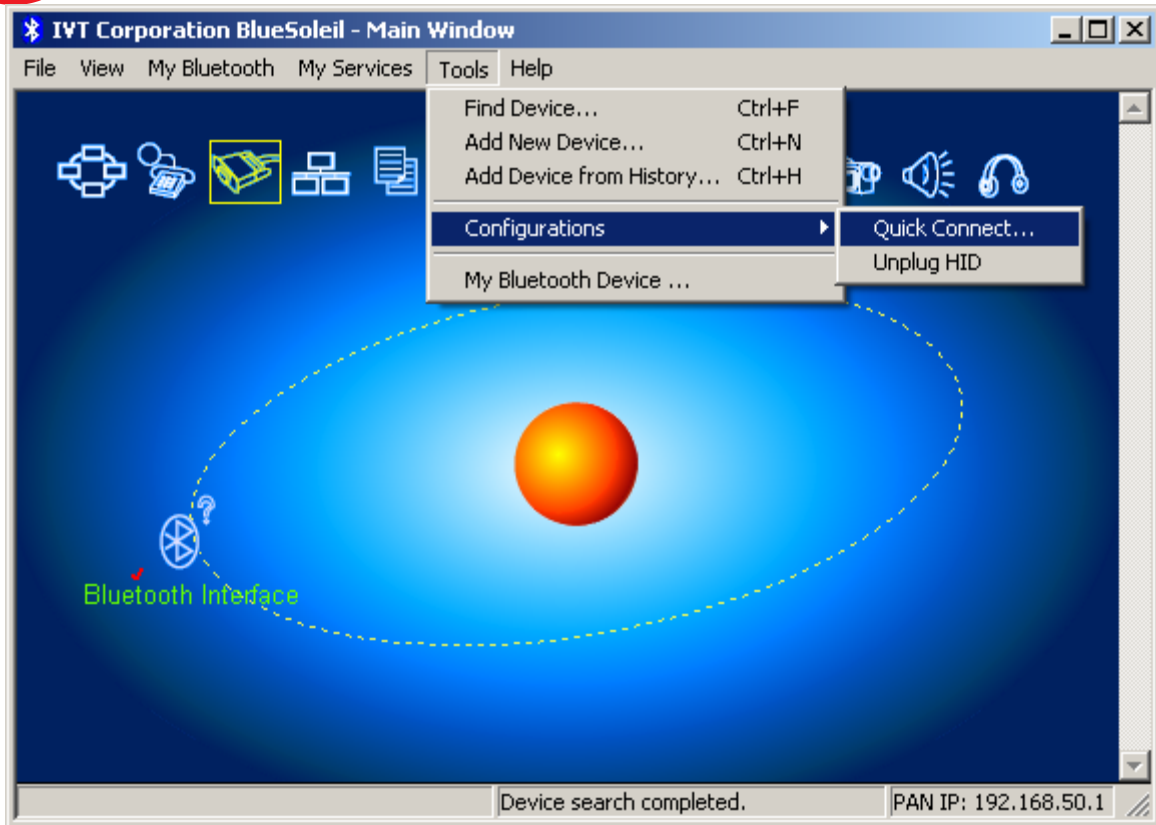 IVT Corporation BlueSoleil - Main Window
File View My Bluetooth My Services Tools Help
Find Device... Ctrl+F
Add New Device... Ctrl+N
Add Device from History... Ctrl+H
Configurations
Quick Connect...
Unplug HID
My Bluetooth Device ...
Bluetooth Interface
Device search completed.
PAN IP: 192.168.50.1